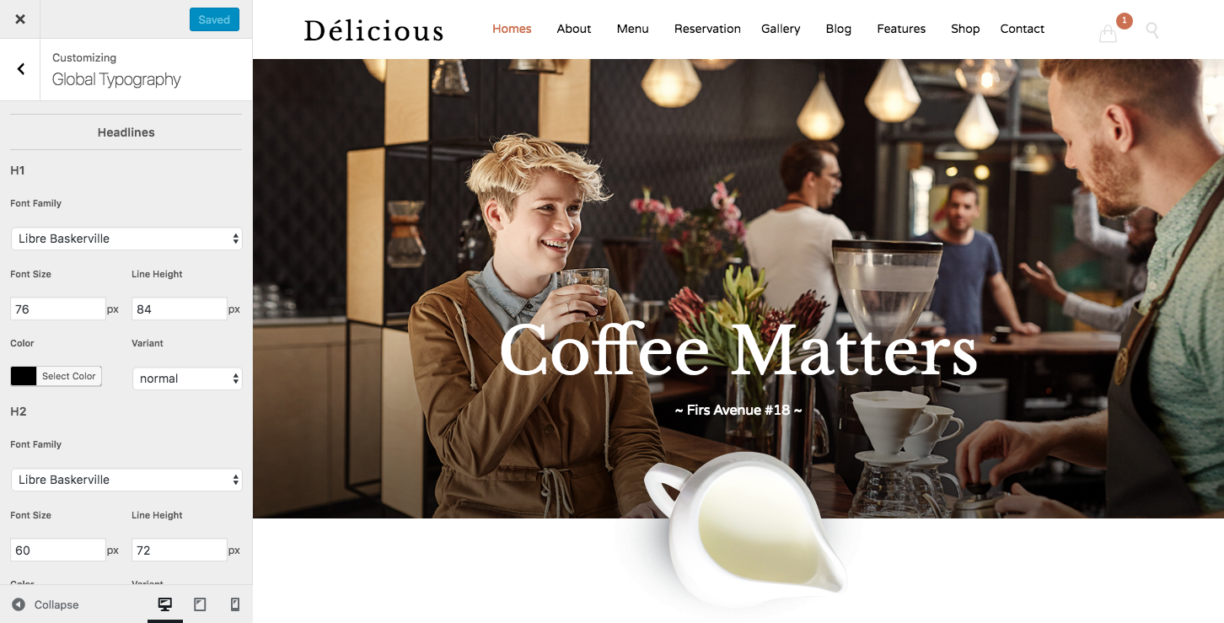 Saved
Customizing
Global Typography
Headlines
H1
Font Family
Libre Baskerville
Font Size Line Height
76 px 84 px
Color Variant
Select Color normal
H2
Font Family
Libre Baskerville
Font Size Line Height
60 px 72 px
Color Variant
Collapse
Délicious Homes About Menu Reservation Gallery Blog Features Shop Contact 1
Coffee Matters
~ Firs Avenue #18 ~